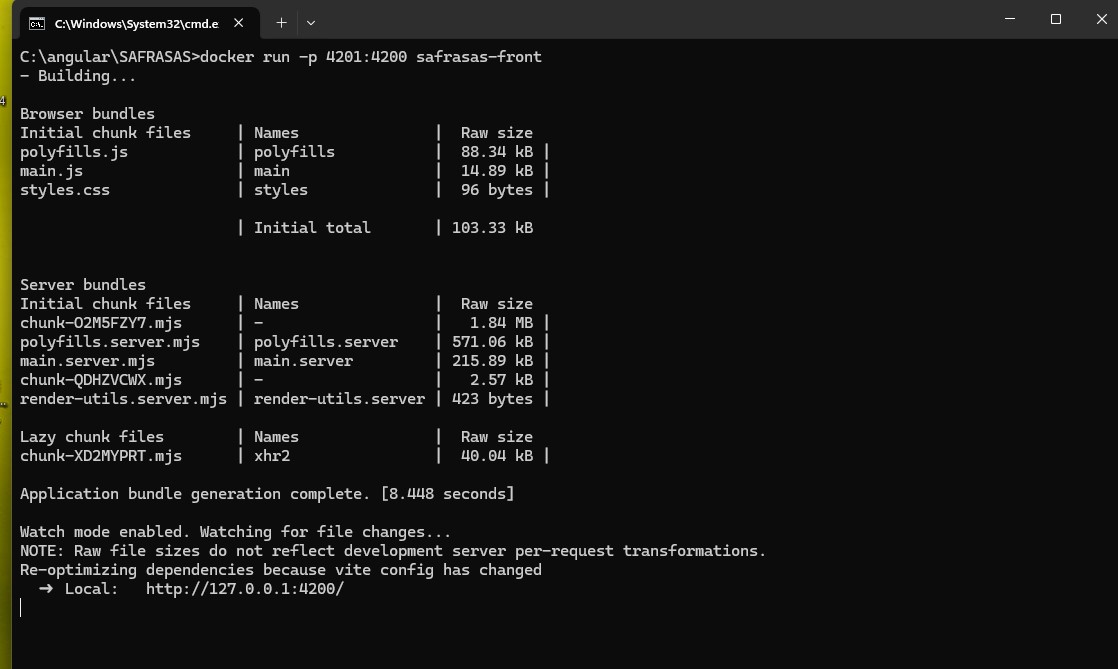 C:\Windows\System32\cmd.e
C:\angular\SAFRASAS>docker run -p 4201:4200 safrasas-front
- Building...
4
Browser bundles
Initial chunk files | Names | Raw size
polyfills.js | polyfills | 88.34 kB |
main.js | main | 14.89 kB |
styles.css | styles | 96 bytes |
| Initial total | 103.33 kB
Server bundles
Initial chunk files | Names | Raw size
chunk-O2M5FZY7.mjs | - | 1.84 MB |
polyfills.server.mjs | polyfills.server | 571.06 kB |
main.server.mjs | main.server | 215.89 kB |
chunk-QDHZVCWX.mjs | - | 2.57 kB |
render-utils.server.mjs | render-utils.server | 423 bytes |
Lazy chunk files | Names | Raw size
chunk-XD2MYPRT.mjs | xhr2 | 40.04 kB |
Application bundle generation complete. [8.448 seconds]
Watch mode enabled. Watching for file changes...
NOTE: Raw file sizes do not reflect development server per-request transformations.
Re-optimizing dependencies because vite config has changed
➜ Local: http://127.0.0.1:4200/